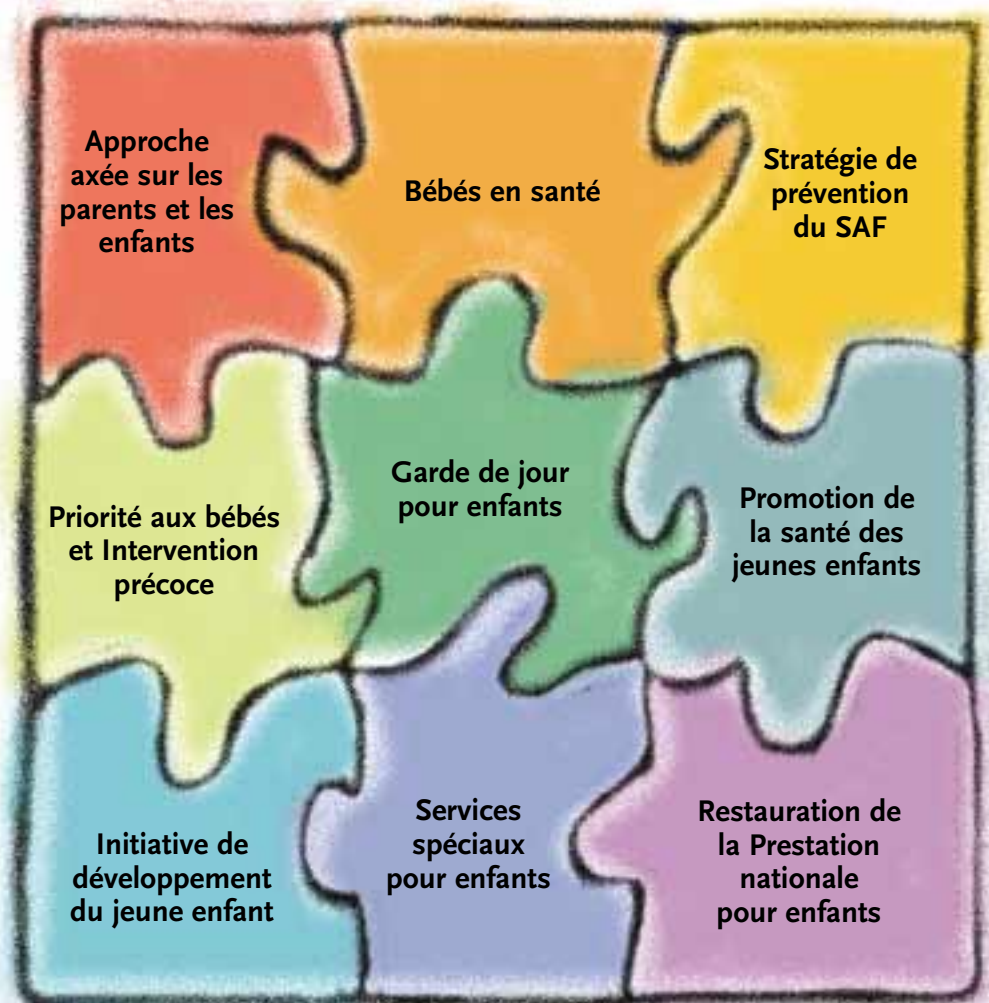 Approche
axée sur les
parents et les
enfants
Bébés en santé
Stratégie de
prévention
du SAF
Priorité aux bébés
et Intervention
précoce
Garde de jour
pour enfants
Promotion de
la santé des
jeunes enfants
Initiative de
développement
du jeune enfant
Services
spéciaux
pour enfants
Restauration de
la Prestation
nationale
pour enfants